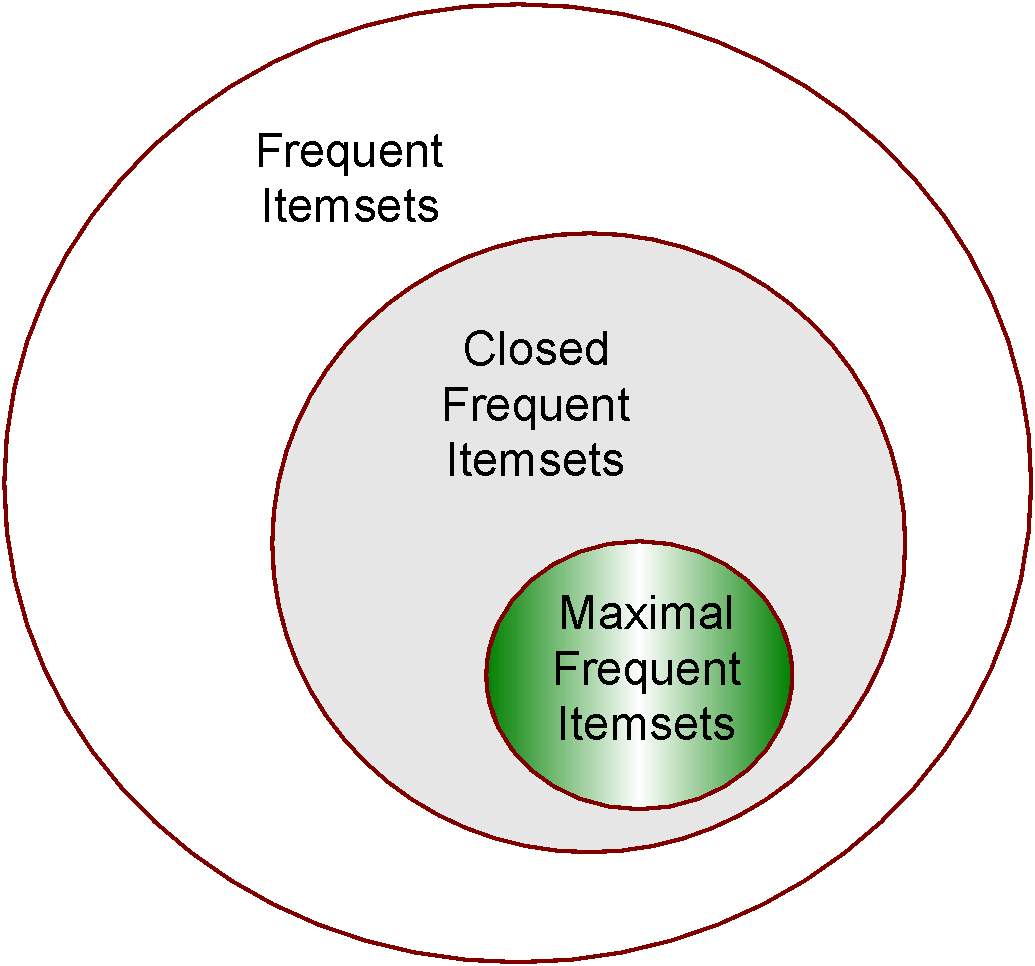 Frequent
Itemsets
Closed
Frequent
Itemsets
Maximal
Frequent
Itemsets